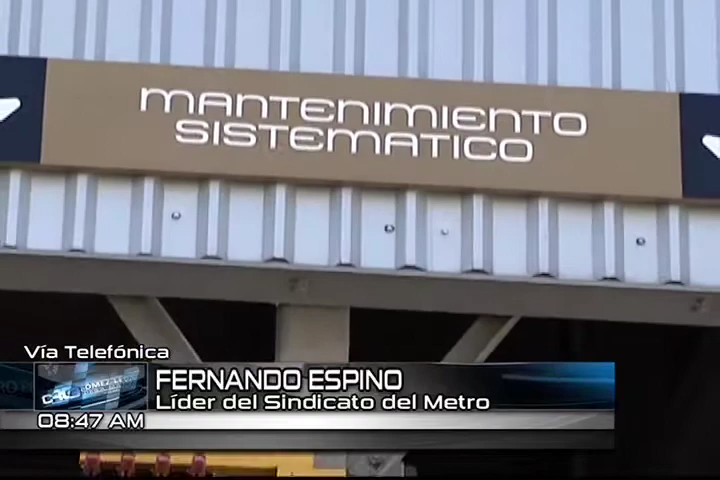 MANTENIMIENTO
SISTEMATICO
Vía Telefónica
FERNANDO ESPINO
Líder del Sindicato del Metro
08:47 AM